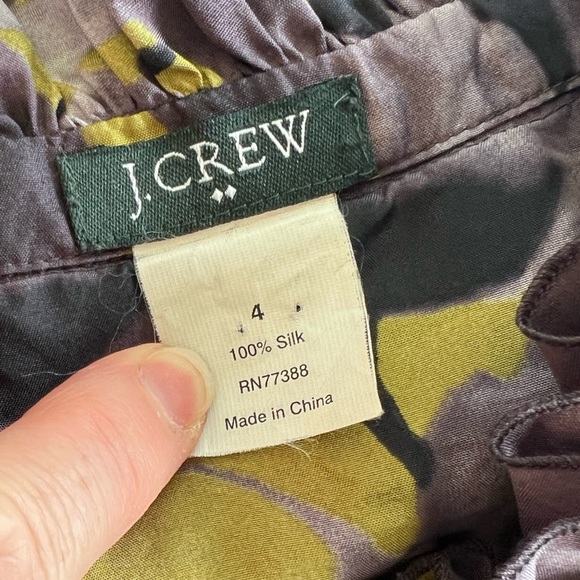 J.CREW
4
100% Silk
RN77388
Made in China